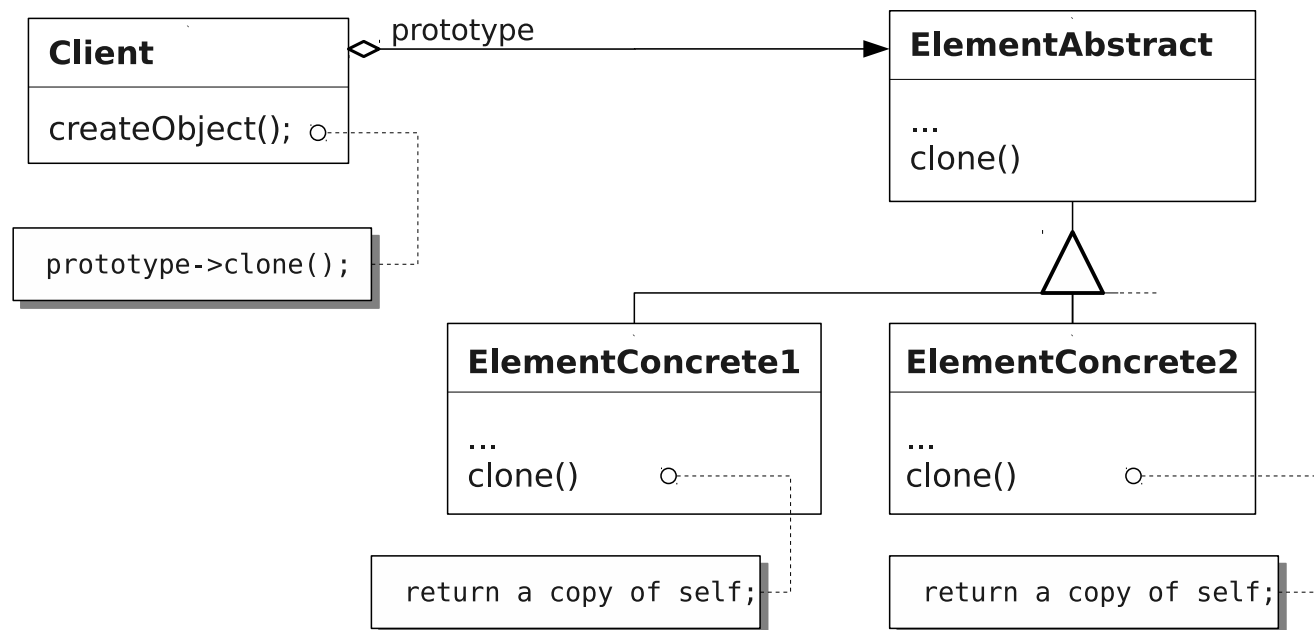 Client
createObject();
prototype
ElementAbstract
...
clone()
prototype->clone();
ElementConcrete1
...
clone()
ElementConcrete2
...
clone()
return a copy of self;
return a copy of self;